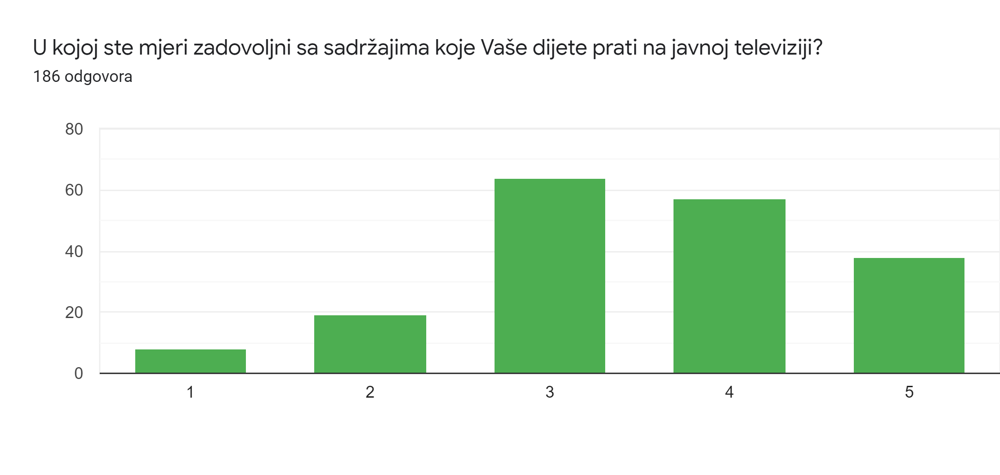 U kojoj ste mjeri zadovoljni sa sadržajima koje Vaše dijete prati na javnoj televiziji?
186 odgovora
80
60
40
20
0
1 2 3 4 5